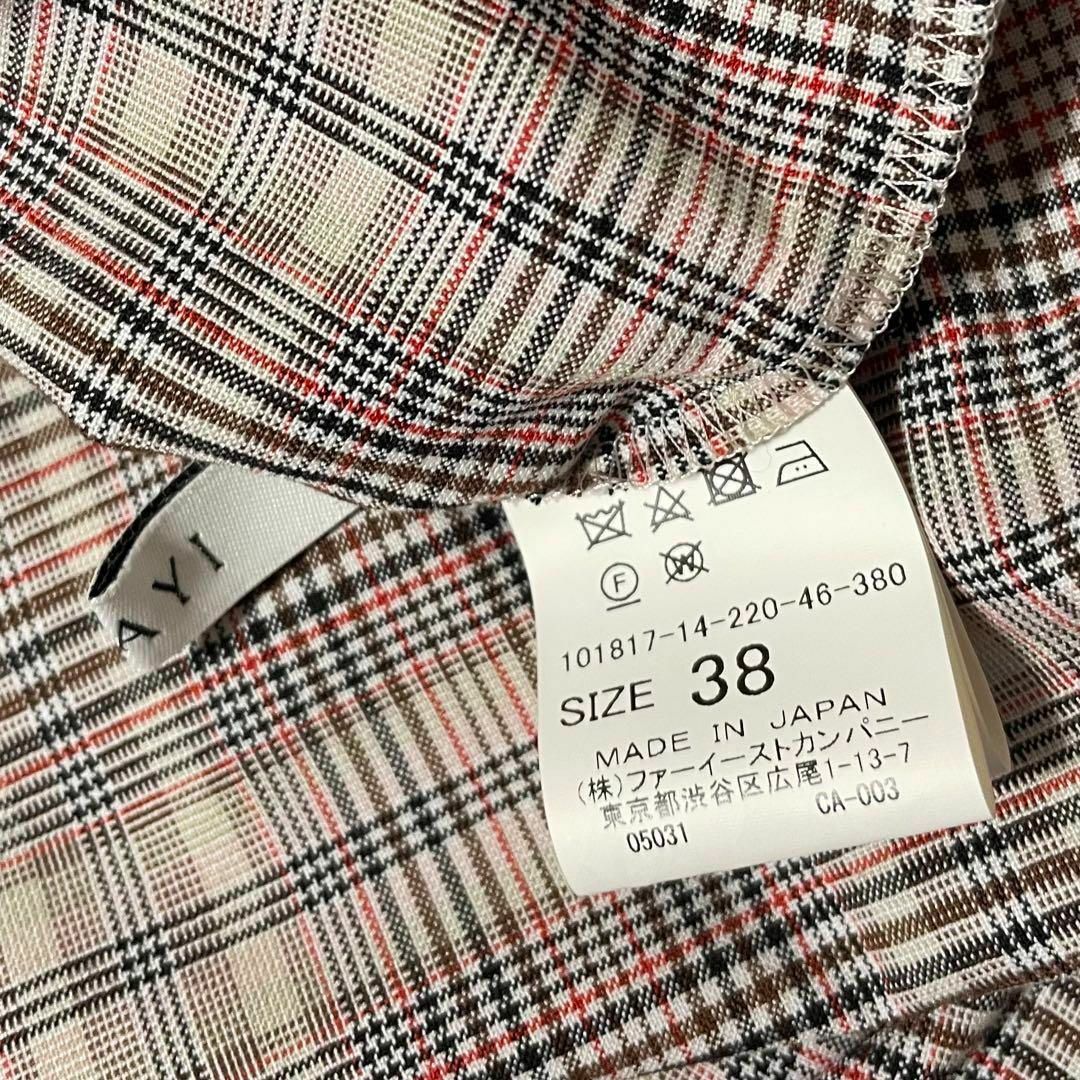 AYI
F
W
101817-14-220-46-380
SIZE 38
MADE IN JAPAN
(株)ファーイーストカンパニー
東京都渋谷区広尾1-13-7
05031 CA-003